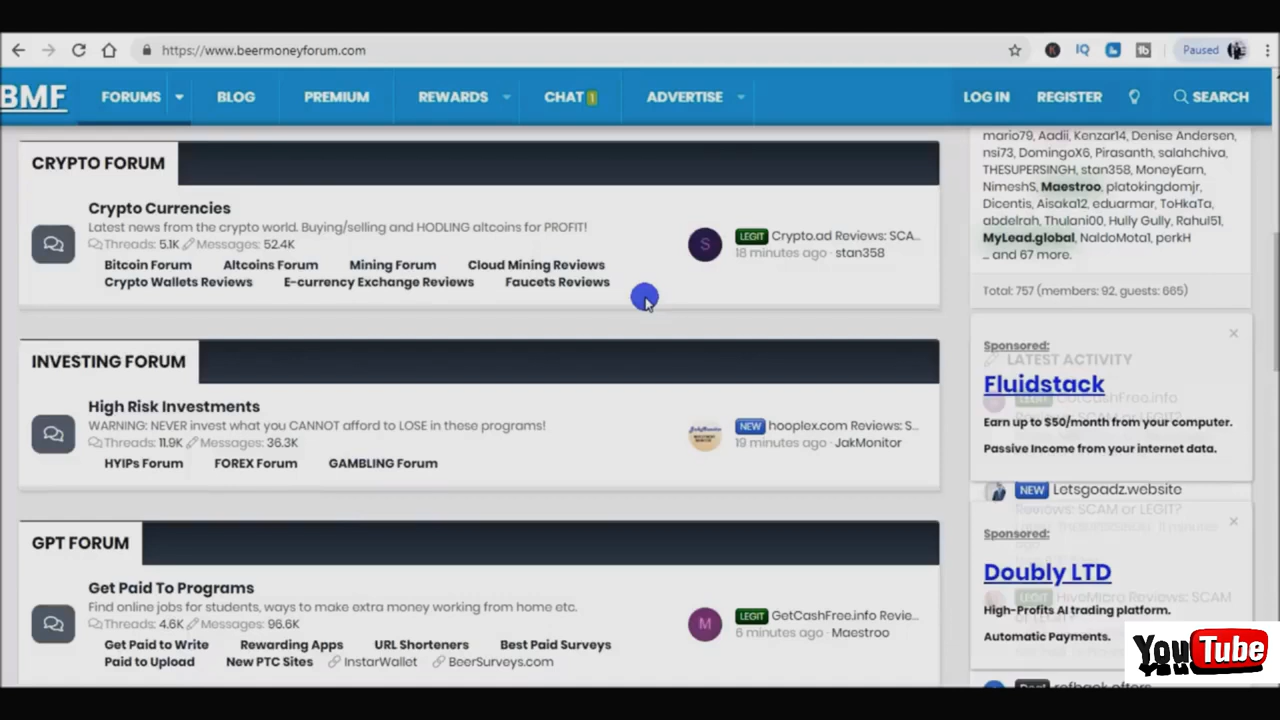 https://www.beermoneyforum.com
Paused
BMF
FORUMS
BLOG
PREMIUM
REWARDS
CHAT 1
ADVERTISE
LOG IN
REGISTER
SEARCH
CRYPTO FORUM
Crypto Currencies
Latest news from the crypto world. Buying/selling and HODLING altcoins for PROFIT!
Threads: 5.1K Messages: 52.4K
Bitcoin Forum Altcoins Forum Mining Forum Cloud Mining Reviews
Crypto Wallets Reviews E-currency Exchange Reviews Faucets Reviews
LEGIT Crypto.ad Reviews: SCA...
18 minutes ago · stan358
INVESTING FORUM
High Risk Investments
WARNING: NEVER invest what you CANNOT afford to LOSE in these programs!
Threads: 11.9K Messages: 36.3K
HYIPs Forum FOREX Forum GAMBLING Forum
NEW hooplex.com Reviews: S...
19 minutes ago · JakMonitor
GPT FORUM
Get Paid To Programs
Find online jobs for students, ways to make extra money working from home etc.
Threads: 4.6K Messages: 96.6K
Get Paid to Write Rewarding Apps URL Shorteners Best Paid Surveys
Paid to Upload New PTC Sites InstarWallet BeerSurveys.com
LEGIT GetCashFree.info Revie...
6 minutes ago · Maestroo
mario79, Aadii, Kenzar14, Denise Andersen,
nsi73, DomingoX6, Pirasanth, salahchiva,
THESUPERSINGH, stan358, MoneyEarn,
NimeshS, Maestroo, platokingdomjr,
Dicentis, Aisaka12, eduarmar, ToHkaTa,
abdelrah, Thulani00, Hully Gully, Rahul51,
MyLead.global, NaldoMota1, perkH
... and 67 more.
Total: 757 (members: 92, guests: 665)
Sponsored:
LATEST ACTIVITY
Fluidstack
Earn up to $50/month from your computer.
Passive Income from your internet data.
NEW Letsgoadz.website
Reviews: SCAM or LEGIT?
Sponsored:
Doubly LTD
High-Profits AI trading platform.
Automatic Payments.
YouTube